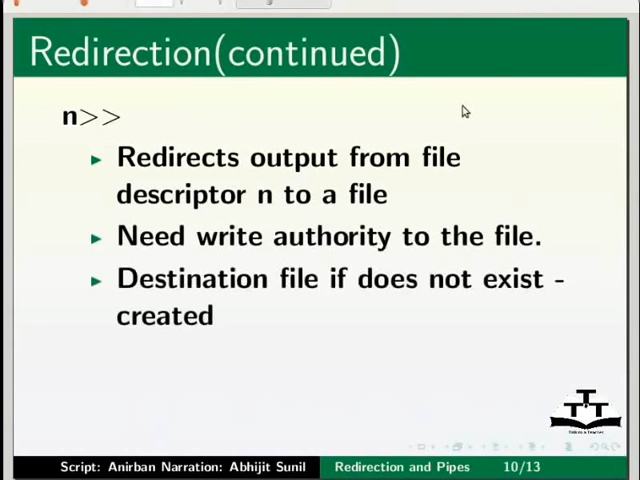 Redirection(continued)
n>>
Redirects output from file
descriptor n to a file
Need write authority to the file.
Destination file if does not exist -
created
Script: Anirban Narration: Abhijit Sunil Redirection and Pipes 10/13